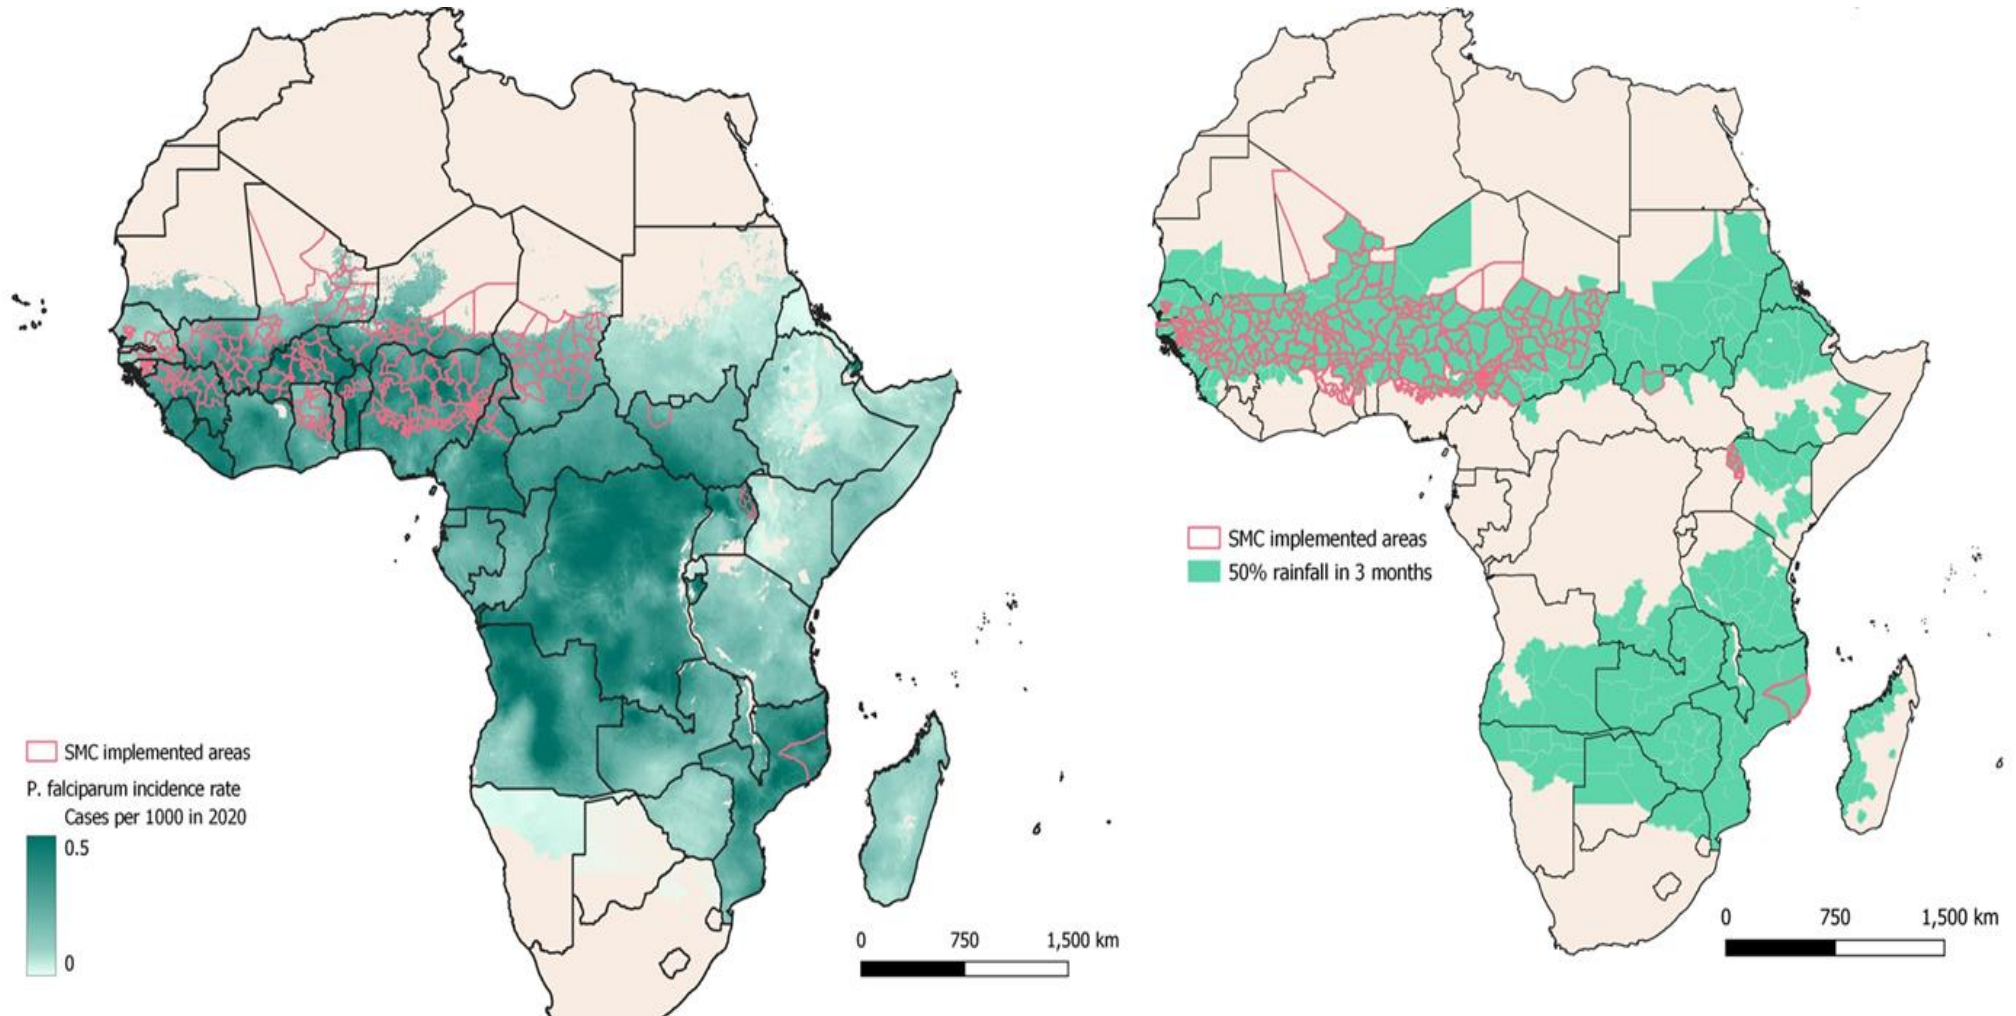 SMC implemented areas
P. falciparum incidence rate
Cases per 1000 in 2020
0.5
0
0 750 1,500 km
SMC implemented areas
50% rainfall in 3 months
0 750 1,500 km